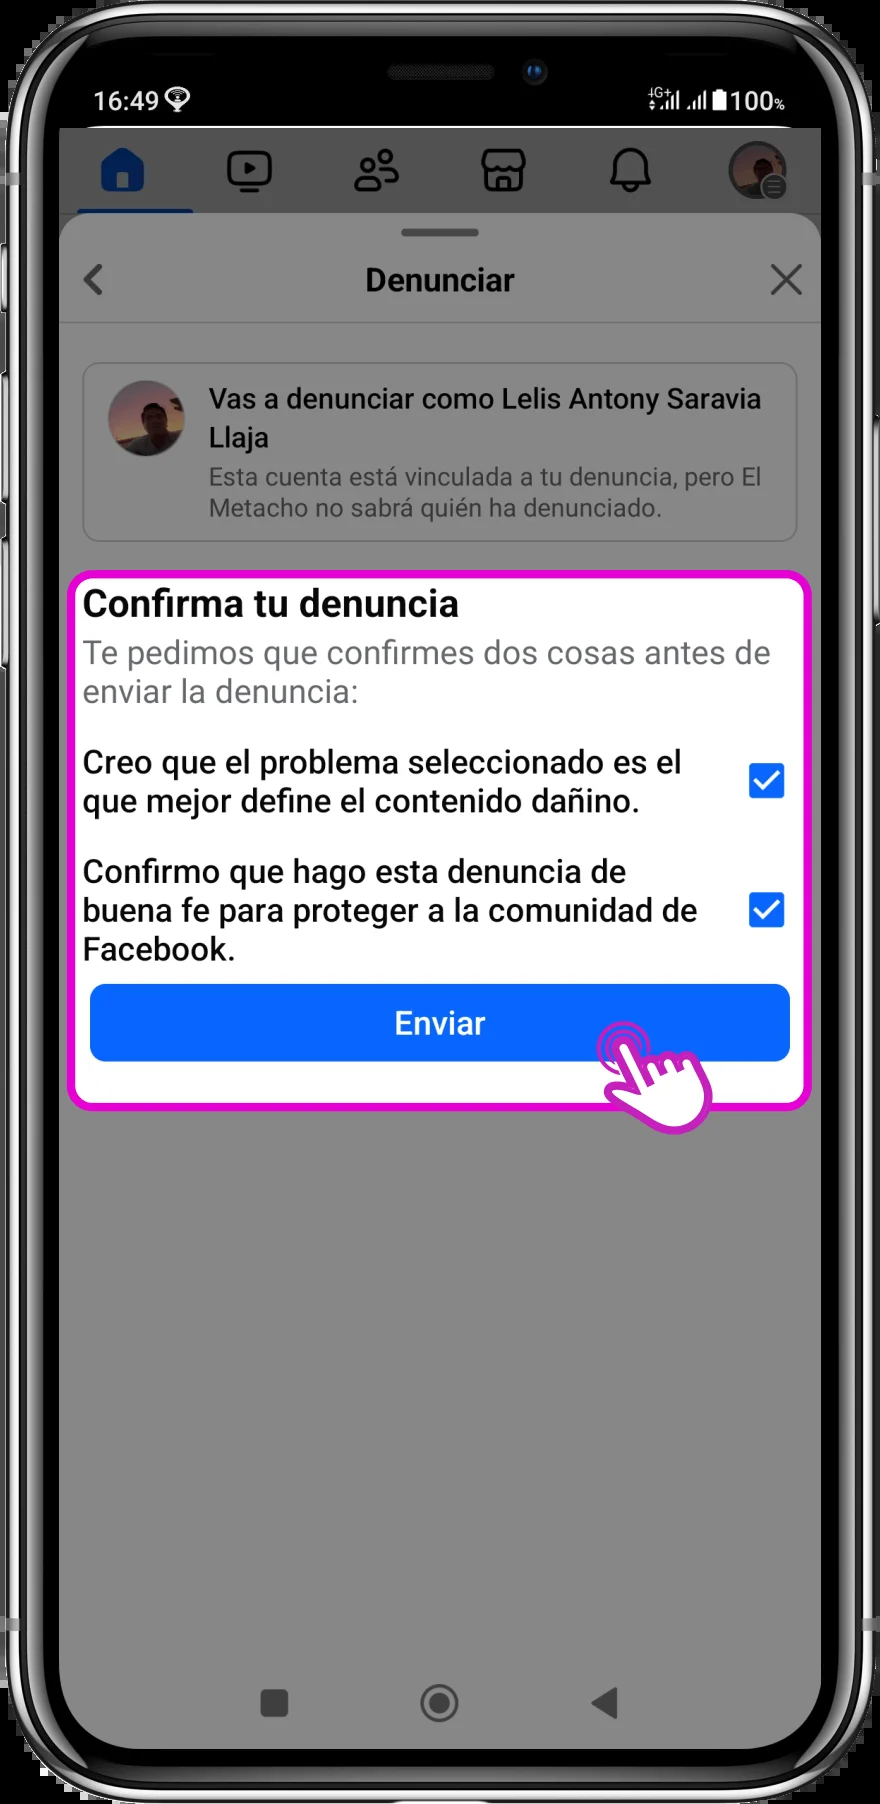 16:49
4G+
100%
Denunciar
Vas a denunciar como Lelis Antony Saravia
Llaja
Esta cuenta está vinculada a tu denuncia, pero El
Metacho no sabrá quién ha denunciado.
Confirma tu denuncia
Te pedimos que confirmes dos cosas antes de
enviar la denuncia:
Creo que el problema seleccionado es el
que mejor define el contenido dañino.
Confirmo que hago esta denuncia de
buena fe para proteger a la comunidad de
Facebook.
Enviar